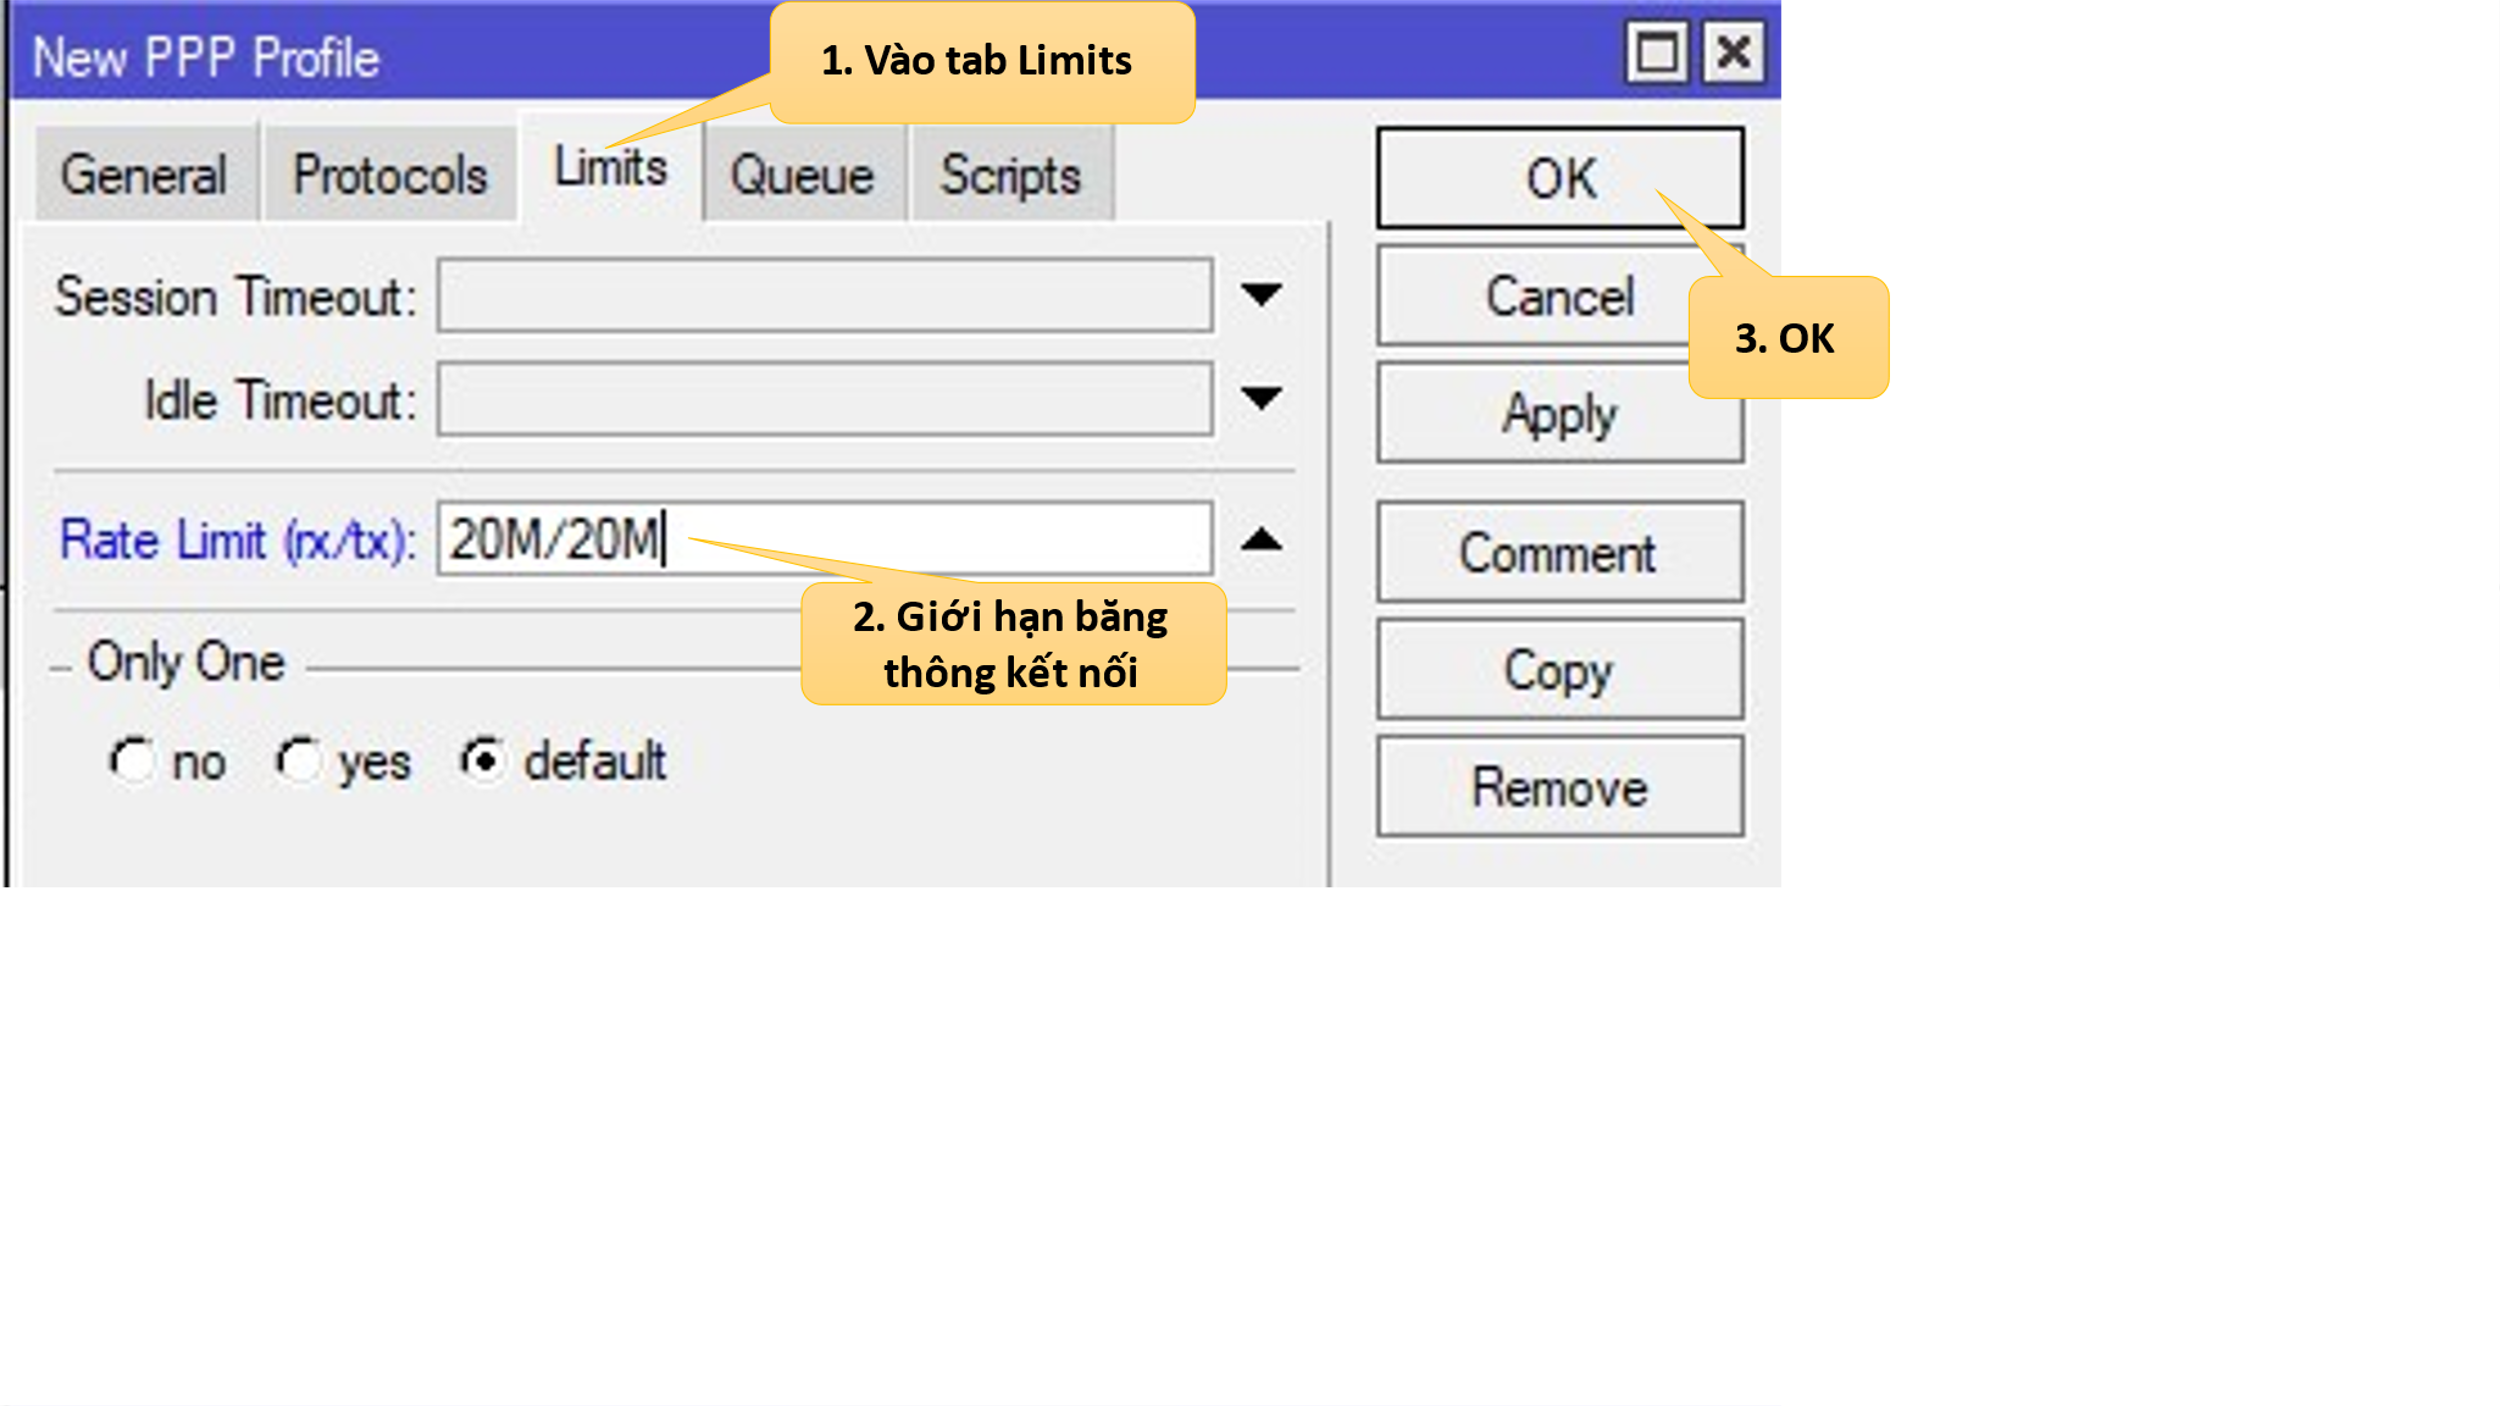 New PPP Profile
1. Vào tab Limits
General Protocols Limits Queue Scripts
OK
Session Timeout:
Cancel
3. OK
Idle Timeout:
Apply
Rate Limit (rx/tx): 20M/20M
Comment
2. Giới hạn băng
thông kết nối
Only One
Copy
no yes default
Remove